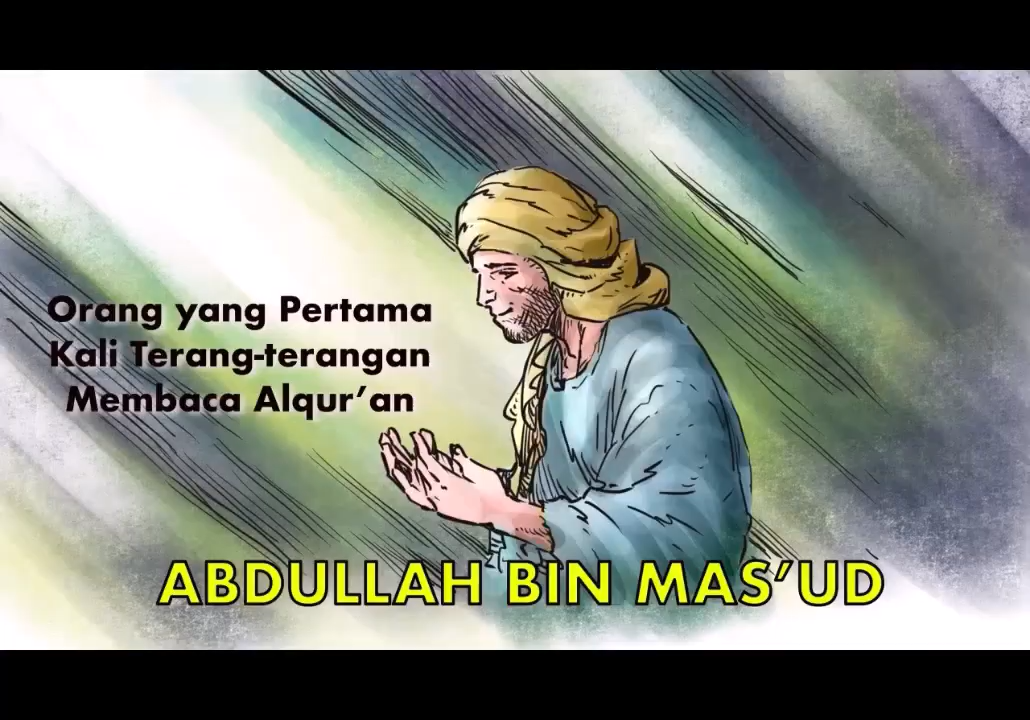 Orang yang Pertama
Kali Terang-terangan
Membaca Alqur’an
ABDULLAH BIN MAS’UD